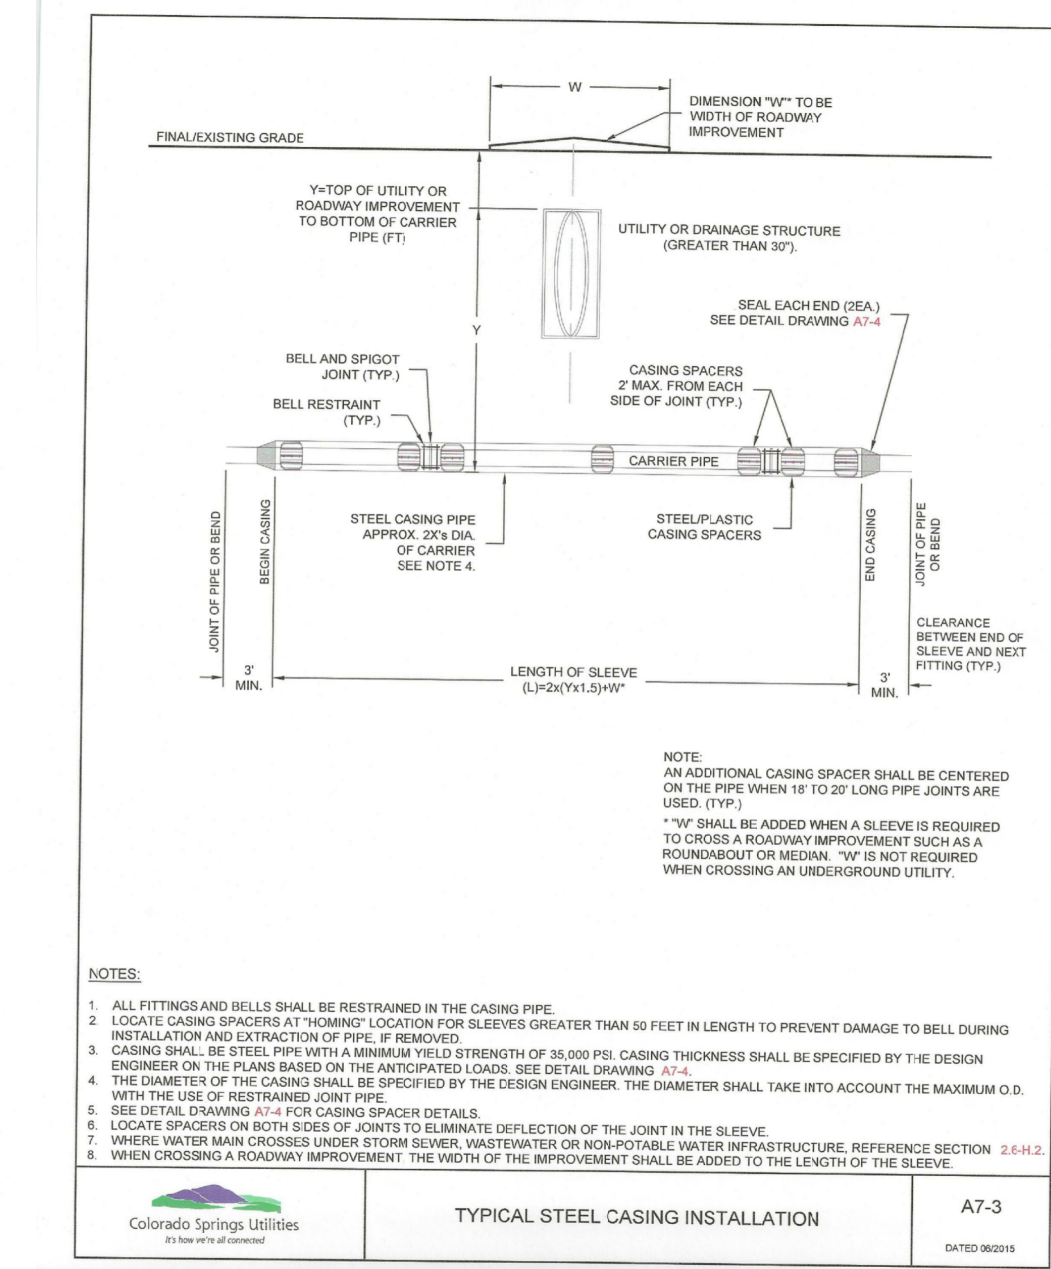 W
DIMENSION "W"* TO BE
WIDTH OF ROADWAY
IMPROVEMENT
FINAL/EXISTING GRADE
Y=TOP OF UTILITY OR
ROADWAY IMPROVEMENT
TO BOTTOM OF CARRIER
PIPE (FT)
UTILITY OR DRAINAGE STRUCTURE
(GREATER THAN 30").
SEAL EACH END (2EA.)
SEE DETAIL DRAWING A7-4
Y
BELL AND SPIGOT
JOINT (TYP.)
CASING SPACERS
2' MAX. FROM EACH
SIDE OF JOINT (TYP.)
BELL RESTRAINT
(TYP.)
CARRIER PIPE
JOINT OF PIPE OR BEND
BEGIN CASING
STEEL CASING PIPE
APPROX. 2X's DIA.
OF CARRIER
SEE NOTE 4.
STEEL/PLASTIC
CASING SPACERS
END CASING
JOINT OF PIPE
OR BEND
CLEARANCE
BETWEEN END OF
SLEEVE AND NEXT
FITTING (TYP.)
3'
MIN.
LENGTH OF SLEEVE
(L)=2x(Yx1.5)+W*
3'
MIN.
NOTE:
AN ADDITIONAL CASING SPACER SHALL BE CENTERED
ON THE PIPE WHEN 18' TO 20' LONG PIPE JOINTS ARE
USED. (TYP.)
* "W" SHALL BE ADDED WHEN A SLEEVE IS REQUIRED
TO CROSS A ROADWAY IMPROVEMENT SUCH AS A
ROUNDABOUT OR MEDIAN. "W" IS NOT REQUIRED
WHEN CROSSING AN UNDERGROUND UTILITY.
NOTES:
1. ALL FITTINGS AND BELLS SHALL BE RESTRAINED IN THE CASING PIPE.
2 LOCATE CASING SPACERS AT "HOMING" LOCATION FOR SLEEVES GREATER THAN 50 FEET IN LENGTH TO PREVENT DAMAGE TO BELL DURING
INSTALLATION AND EXTRACTION OF PIPE, IF REMOVED.
3. CASING SHALL BE STEEL PIPE WITH A MINIMUM YIELD STRENGTH OF 35,000 PSI. CASING THICKNESS SHALL BE SPECIFIED BY THE DESIGN
ENGINEER ON THE PLANS BASED ON THE ANTICIPATED LOADS. SEE DETAIL DRAWING A7-4.
4. THE DIAMETER OF THE CASING SHALL BE SPECIFIED BY THE DESIGN ENGINEER. THE DIAMETER SHALL TAKE INTO ACCOUNT THE MAXIMUM O.D.
WITH THE USE OF RESTRAINED JOINT PIPE.
5. SEE DETAIL DRAWING A7-4 FOR CASING SPACER DETAILS.
6. LOCATE SPACERS ON BOTH SIDES OF JOINTS TO ELIMINATE DEFLECTION OF THE JOINT IN THE SLEEVE.
7. WHERE WATER MAIN CROSSES UNDER STORM SEWER, WASTEWATER OR NON-POTABLE WATER INFRASTRUCTURE, REFERENCE SECTION 2.6-H.2.
8. WHEN CROSSING A ROADWAY IMPROVEMENT THE WIDTH OF THE IMPROVEMENT SHALL BE ADDED TO THE LENGTH OF THE SLEEVE.
Colorado Springs Utilities
It's how we're all connected
TYPICAL STEEL CASING INSTALLATION
A7-3
DATED 06/2015